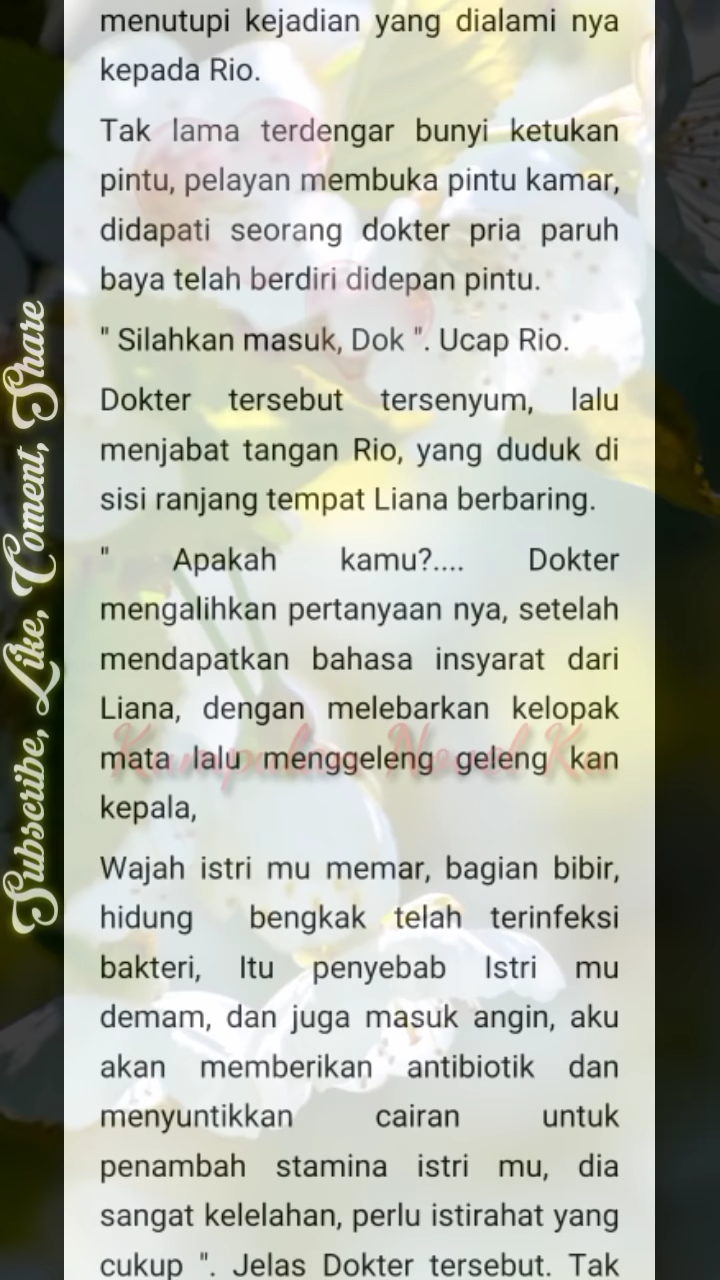 menutupi kejadian yang dialami nya
kepada Rio.
Tak lama terdengar bunyi ketukan
pintu, pelayan membuka pintu kamar,
didapati seorang dokter pria paruh
baya telah berdiri didepan pintu.
" Silahkan masuk, Dok ". Ucap Rio.
Dokter tersebut tersenyum, lalu
menjabat tangan Rio, yang duduk di
sisi ranjang tempat Liana berbaring.
" Apakah kamu?.... Dokter
mengalihkan pertanyaan nya, setelah
mendapatkan bahasa insyarat dari
Liana, dengan melebarkan kelopak
mata lalu menggeleng geleng kan
kepala,
Wajah istri mu memar, bagian bibir,
hidung bengkak telah terinfeksi
bakteri, Itu penyebab Istri mu
demam, dan juga masuk angin, aku
akan memberikan antibiotik dan
menyuntikkan cairan untuk
penambah stamina istri mu, dia
sangat kelelahan, perlu istirahat yang
cukup ". Jelas Dokter tersebut. Tak
Subscribe, Like, Coment, Share
Kumpulan Novel Ku